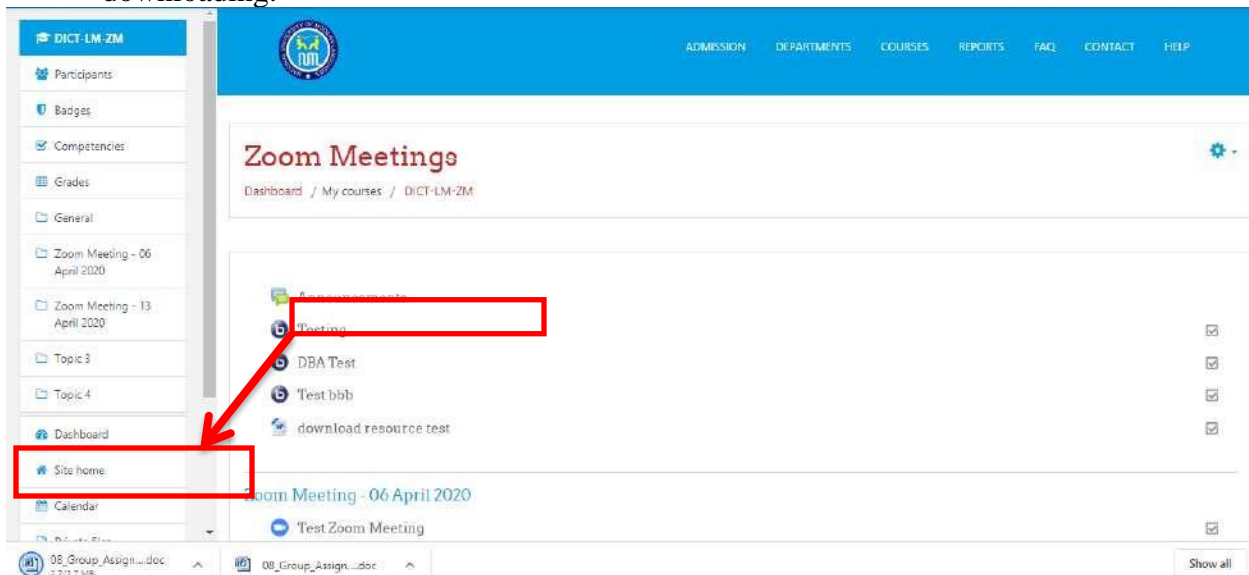 downloading.
DICT-LM-ZM
Participants
Badges
Competencies
Grades
General
Zoom Meeting - 06
April 2020
Zoom Meeting - 13
April 2020
Topic 3
Topic 4
Dashboard
Site home
Calendar
ADMISSION DEPARTMENTS COURSES REPORTS FAQ CONTACT HELP
Zoom Meetings
Dashboard / My courses / DICT-LM-ZM
Announcements
Testing
DBA Test
Test bbb
download resource test
Zoom Meeting - 06 April 2020
Test Zoom Meeting
08_Group_Assign....doc
08_Group_Assign....doc
Show all